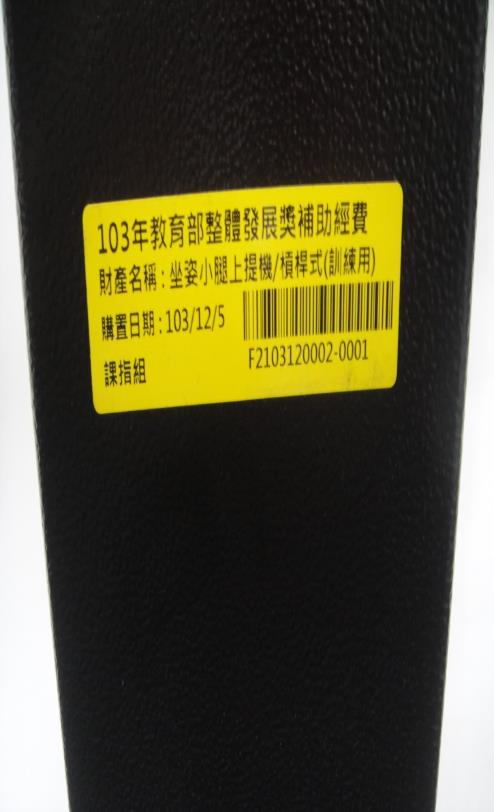 103年教育部整體發展獎補助經費
財產名稱：坐姿小腿上提機/槓桿式(訓練用)
購置日期：103/12/5
課指組
F2103120002-0001